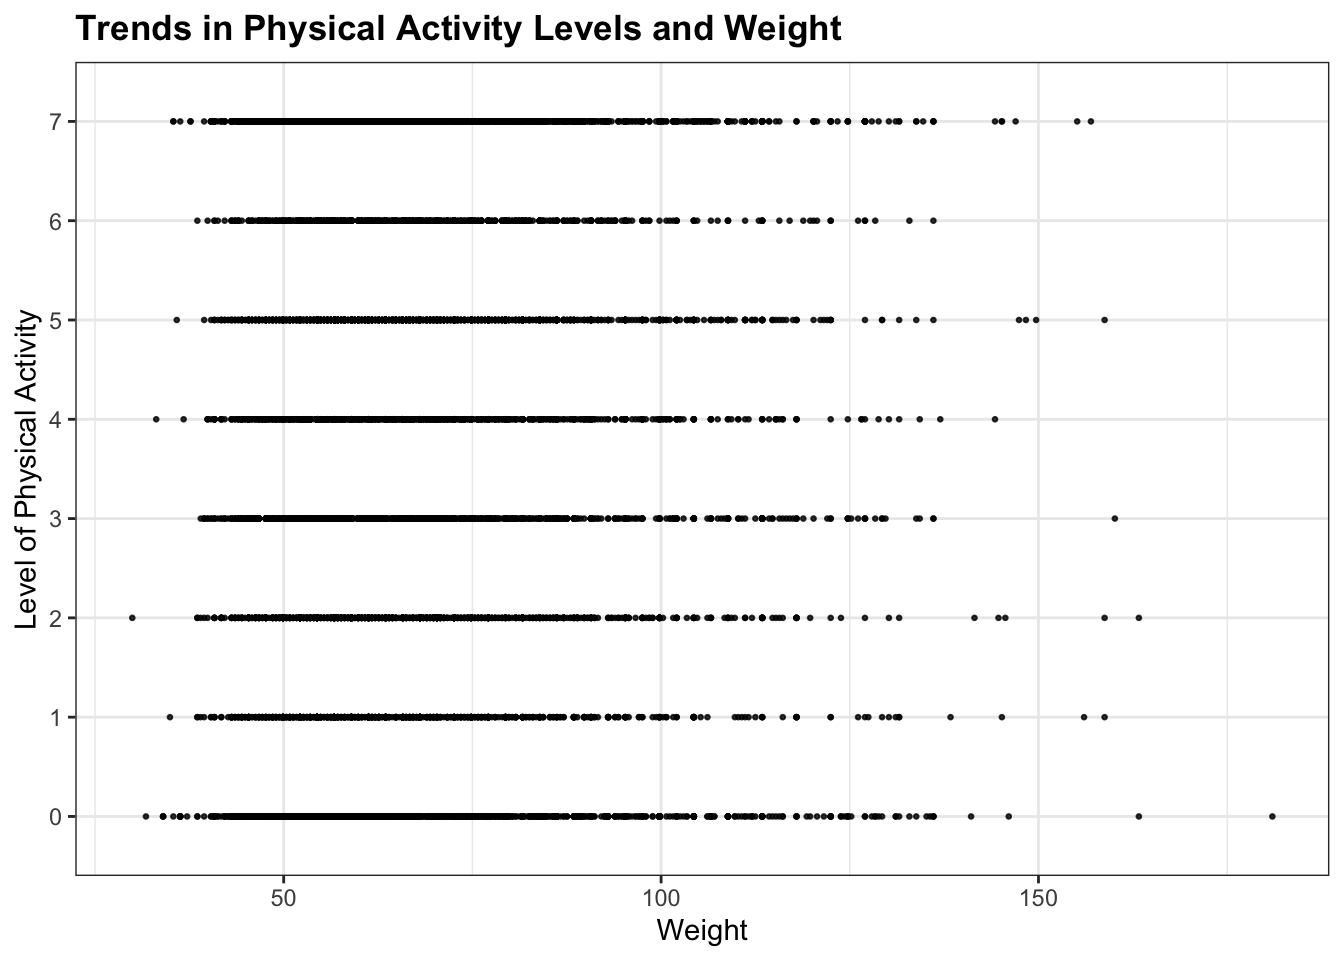 Trends in Physical Activity Levels and Weight
Level of Physical Activity
7
6
5
4
3
2
1
0
50 100 150
Weight